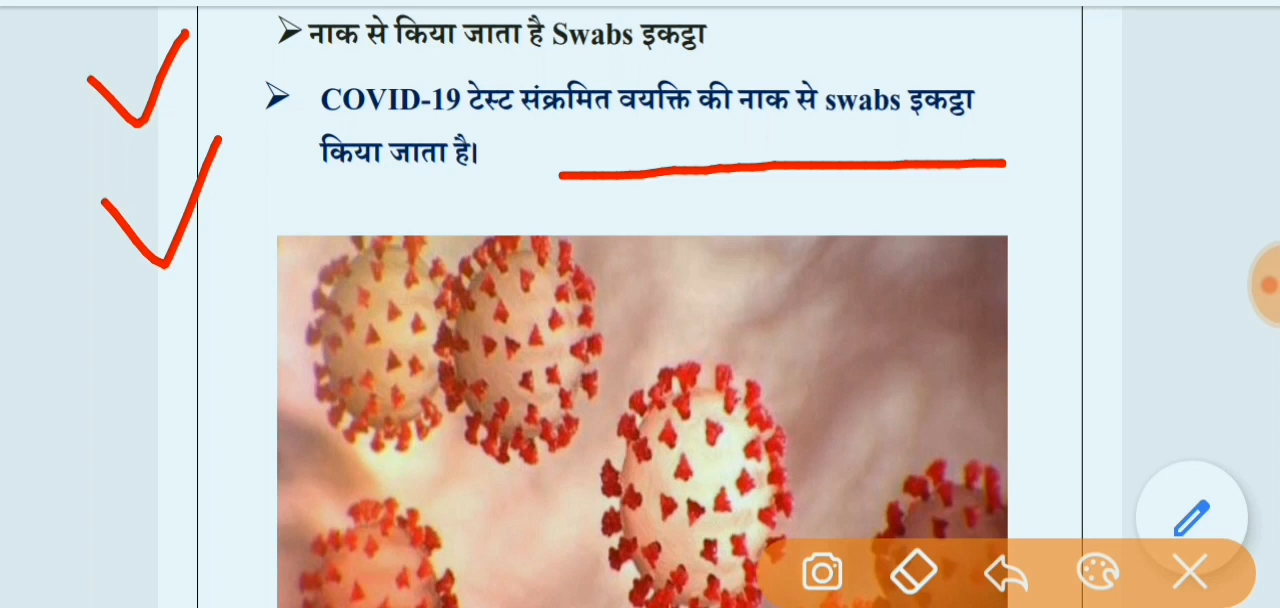 ➢ नाक से किया जाता है Swabs इकट्ठा
➢ COVID-19 टेस्ट संक्रमित वयक्ति की नाक से swabs इकट्ठा
किया जाता है।